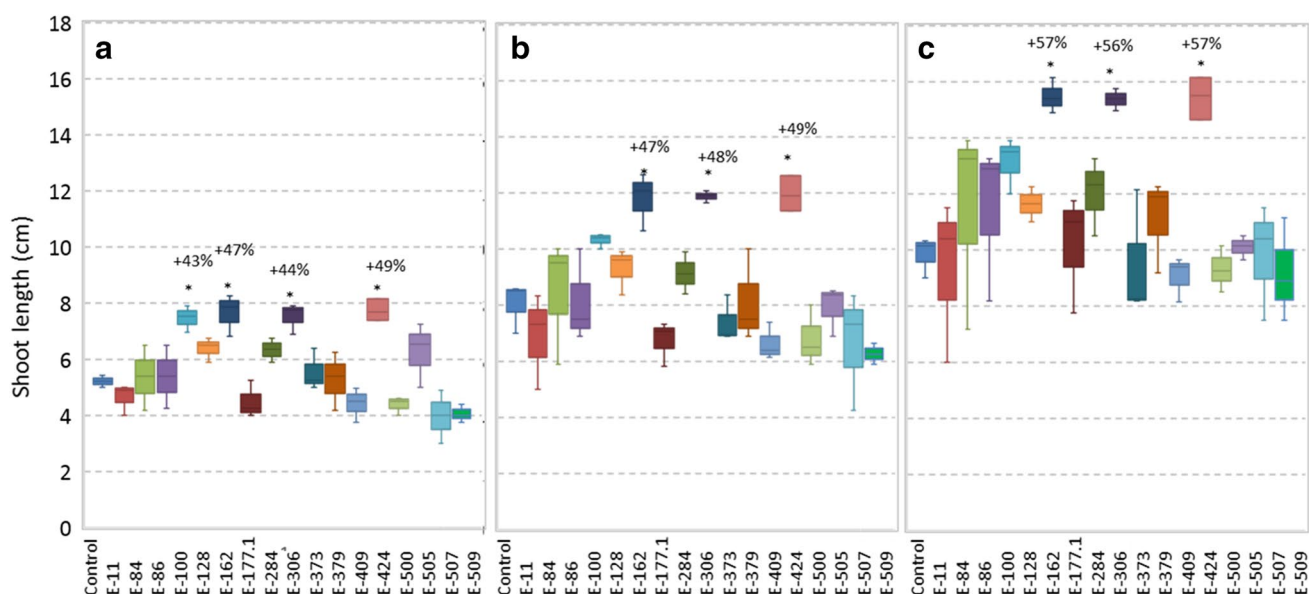 Shoot length (cm)
18
16
14
12
10
8
6
4
2
0
a
+43%
*
+47%
*
+44%
*
+49%
*
Control
E-11
E-84
E-86
E-100
E-128
E-162
E-177.1
E-284
E-306
E-373
E-379
E-409
E-424
E-500
E-505
E-507
E-509
b
+47%
*
+48%
*
+49%
*
Control
E-11
E-84
E-86
E-100
E-128
E-162
E-177.1
E-284
E-306
E-373
E-379
E-409
E-424
E-500
E-505
E-507
E-509
c
+57%
*
+56%
*
+57%
*
Control
E-11
E-84
E-86
E-100
E-128
E-162
E-177.1
E-284
E-306
E-373
E-379
E-409
E-424
E-500
E-505
E-507
E-509